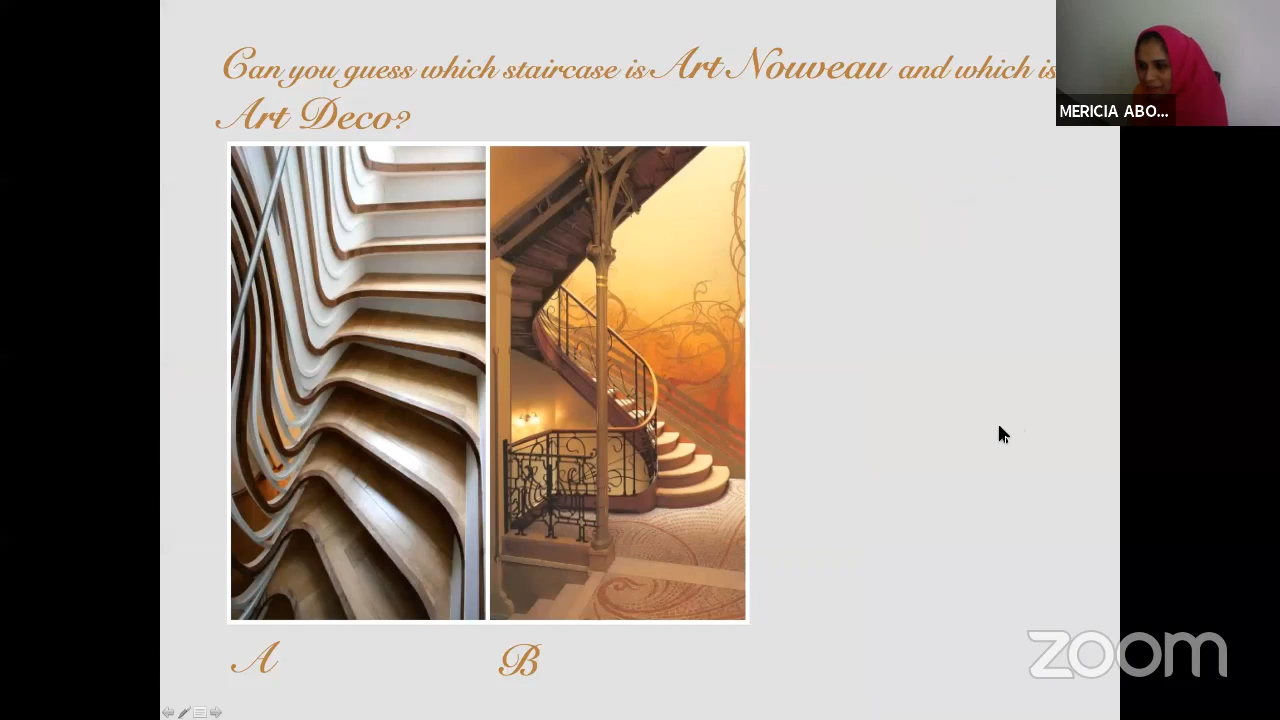 Can you guess which staircase is Art Nouveau and which is
Art Deco?
MERICIA ABO...
A
B
zoom